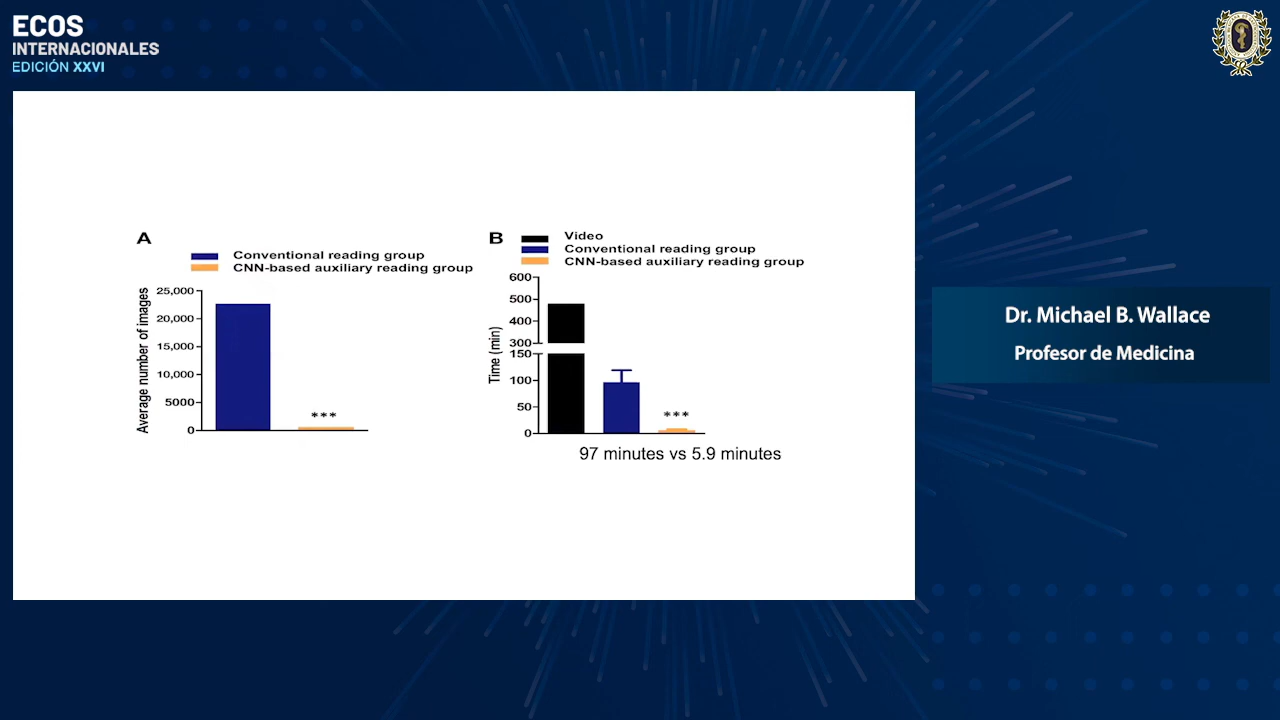 ECOS
INTERNACIONALES
EDICIÓN XXVI
A
Conventional reading group
CNN-based auxiliary reading group
Average number of images
25,000
20,000
15,000
10,000
5000
0
***
B
Video
Conventional reading group
CNN-based auxiliary reading group
Time (min)
600
500
400
300
150
100
50
0
***
97 minutes vs 5.9 minutes
Dr. Michael B. Wallace
Profesor de Medicina